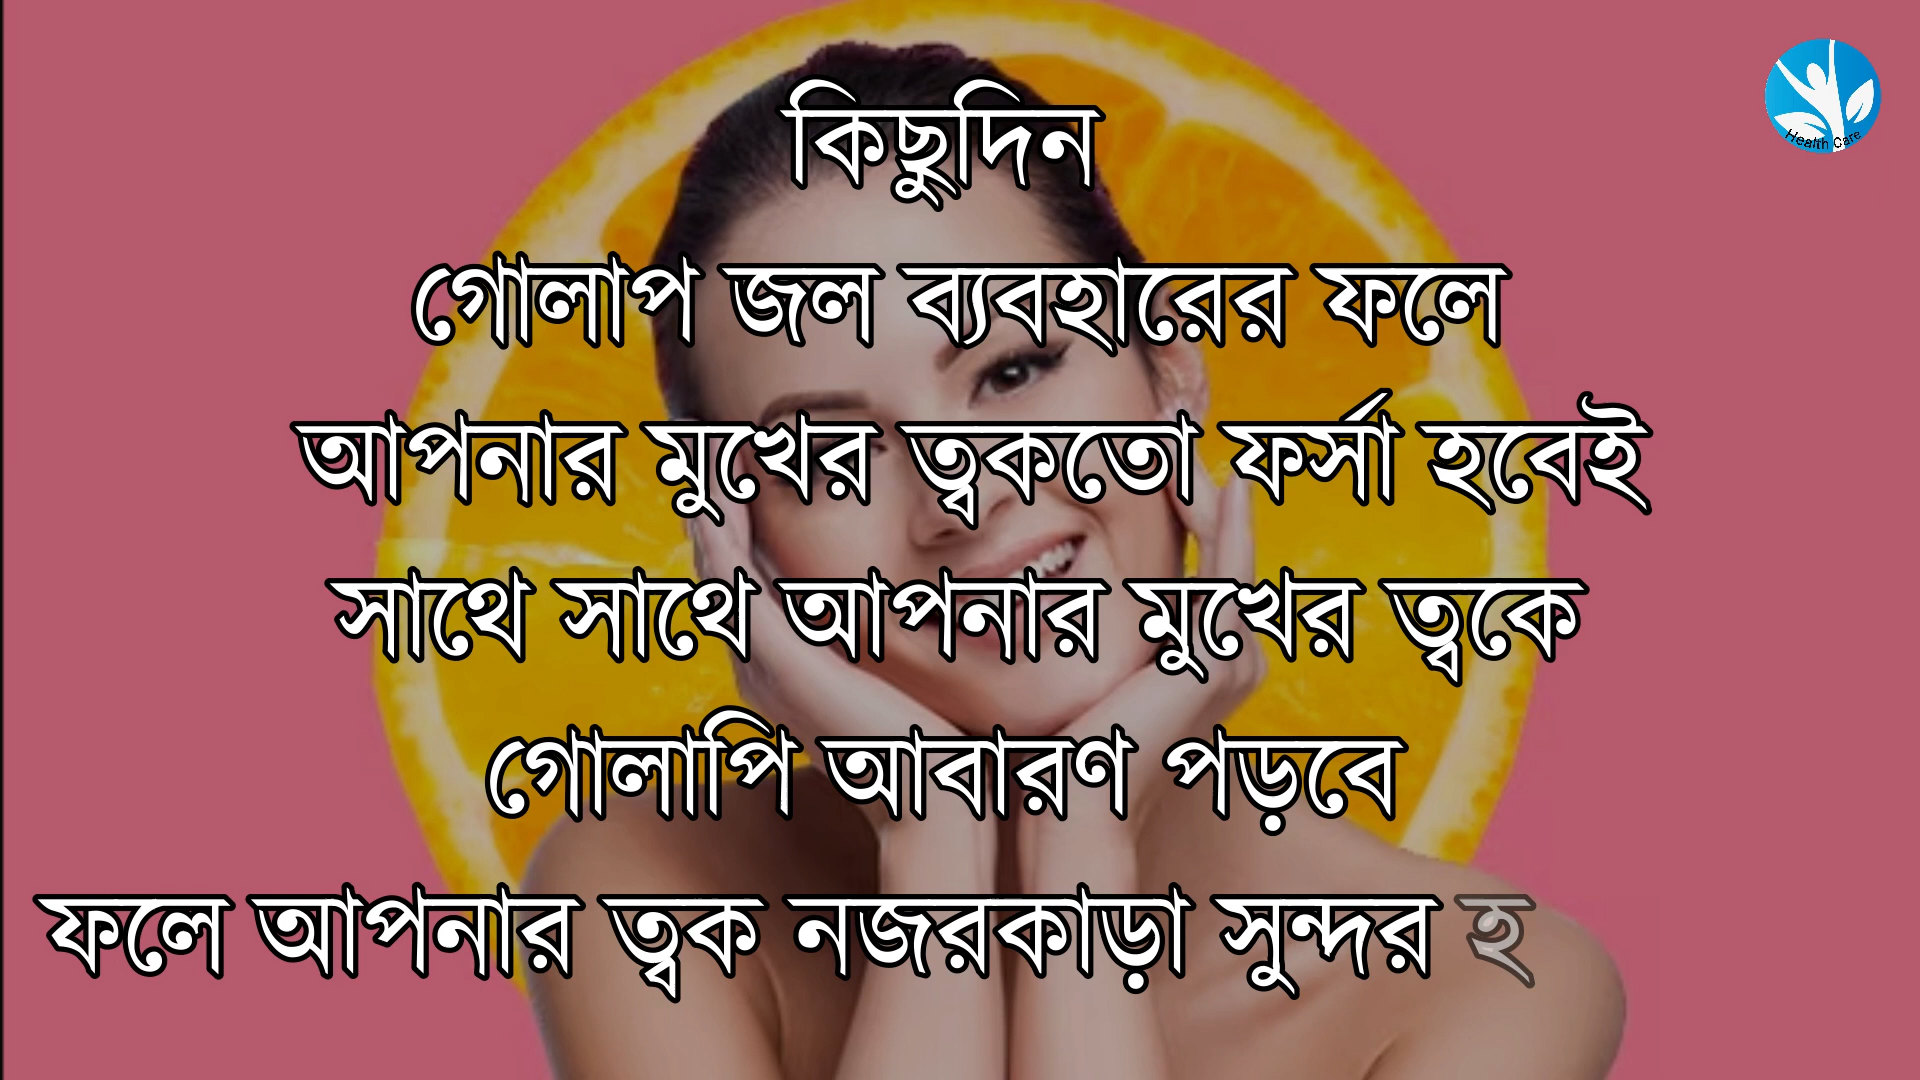 Health Care
কিছুদিন
গোলাপ জল ব্যবহারের ফলে
আপনার মুখের ত্বকতো ফর্সা হবেই
সাথে সাথে আপনার মুখের ত্বকে
গোলাপি আবারণ পড়বে
ফলে আপনার ত্বক নজরকাড়া সুন্দর হ